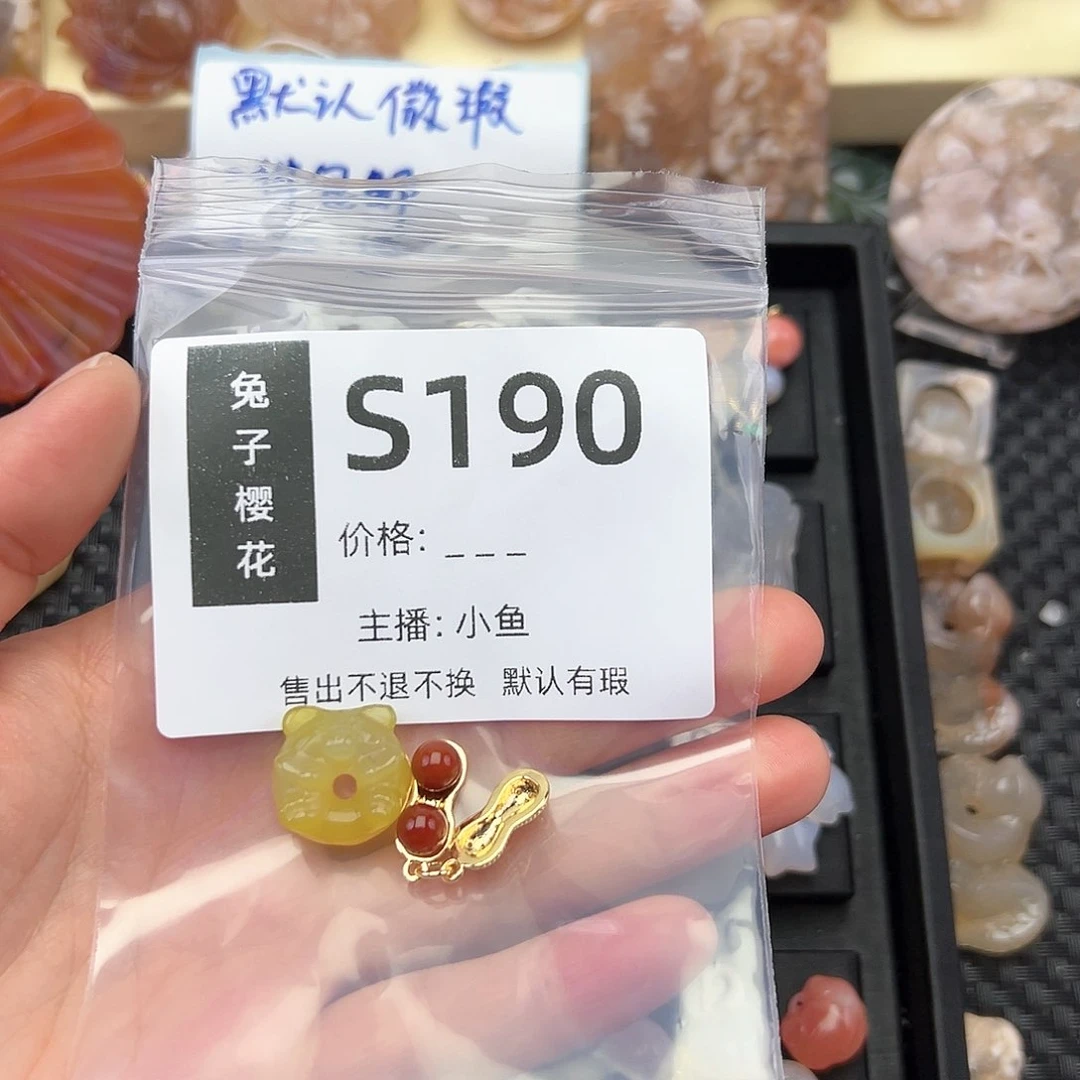 默认微瑕
兔子樱花
S190
价格: _ _ _
主播: 小鱼
售出不退不换 默认有瑕